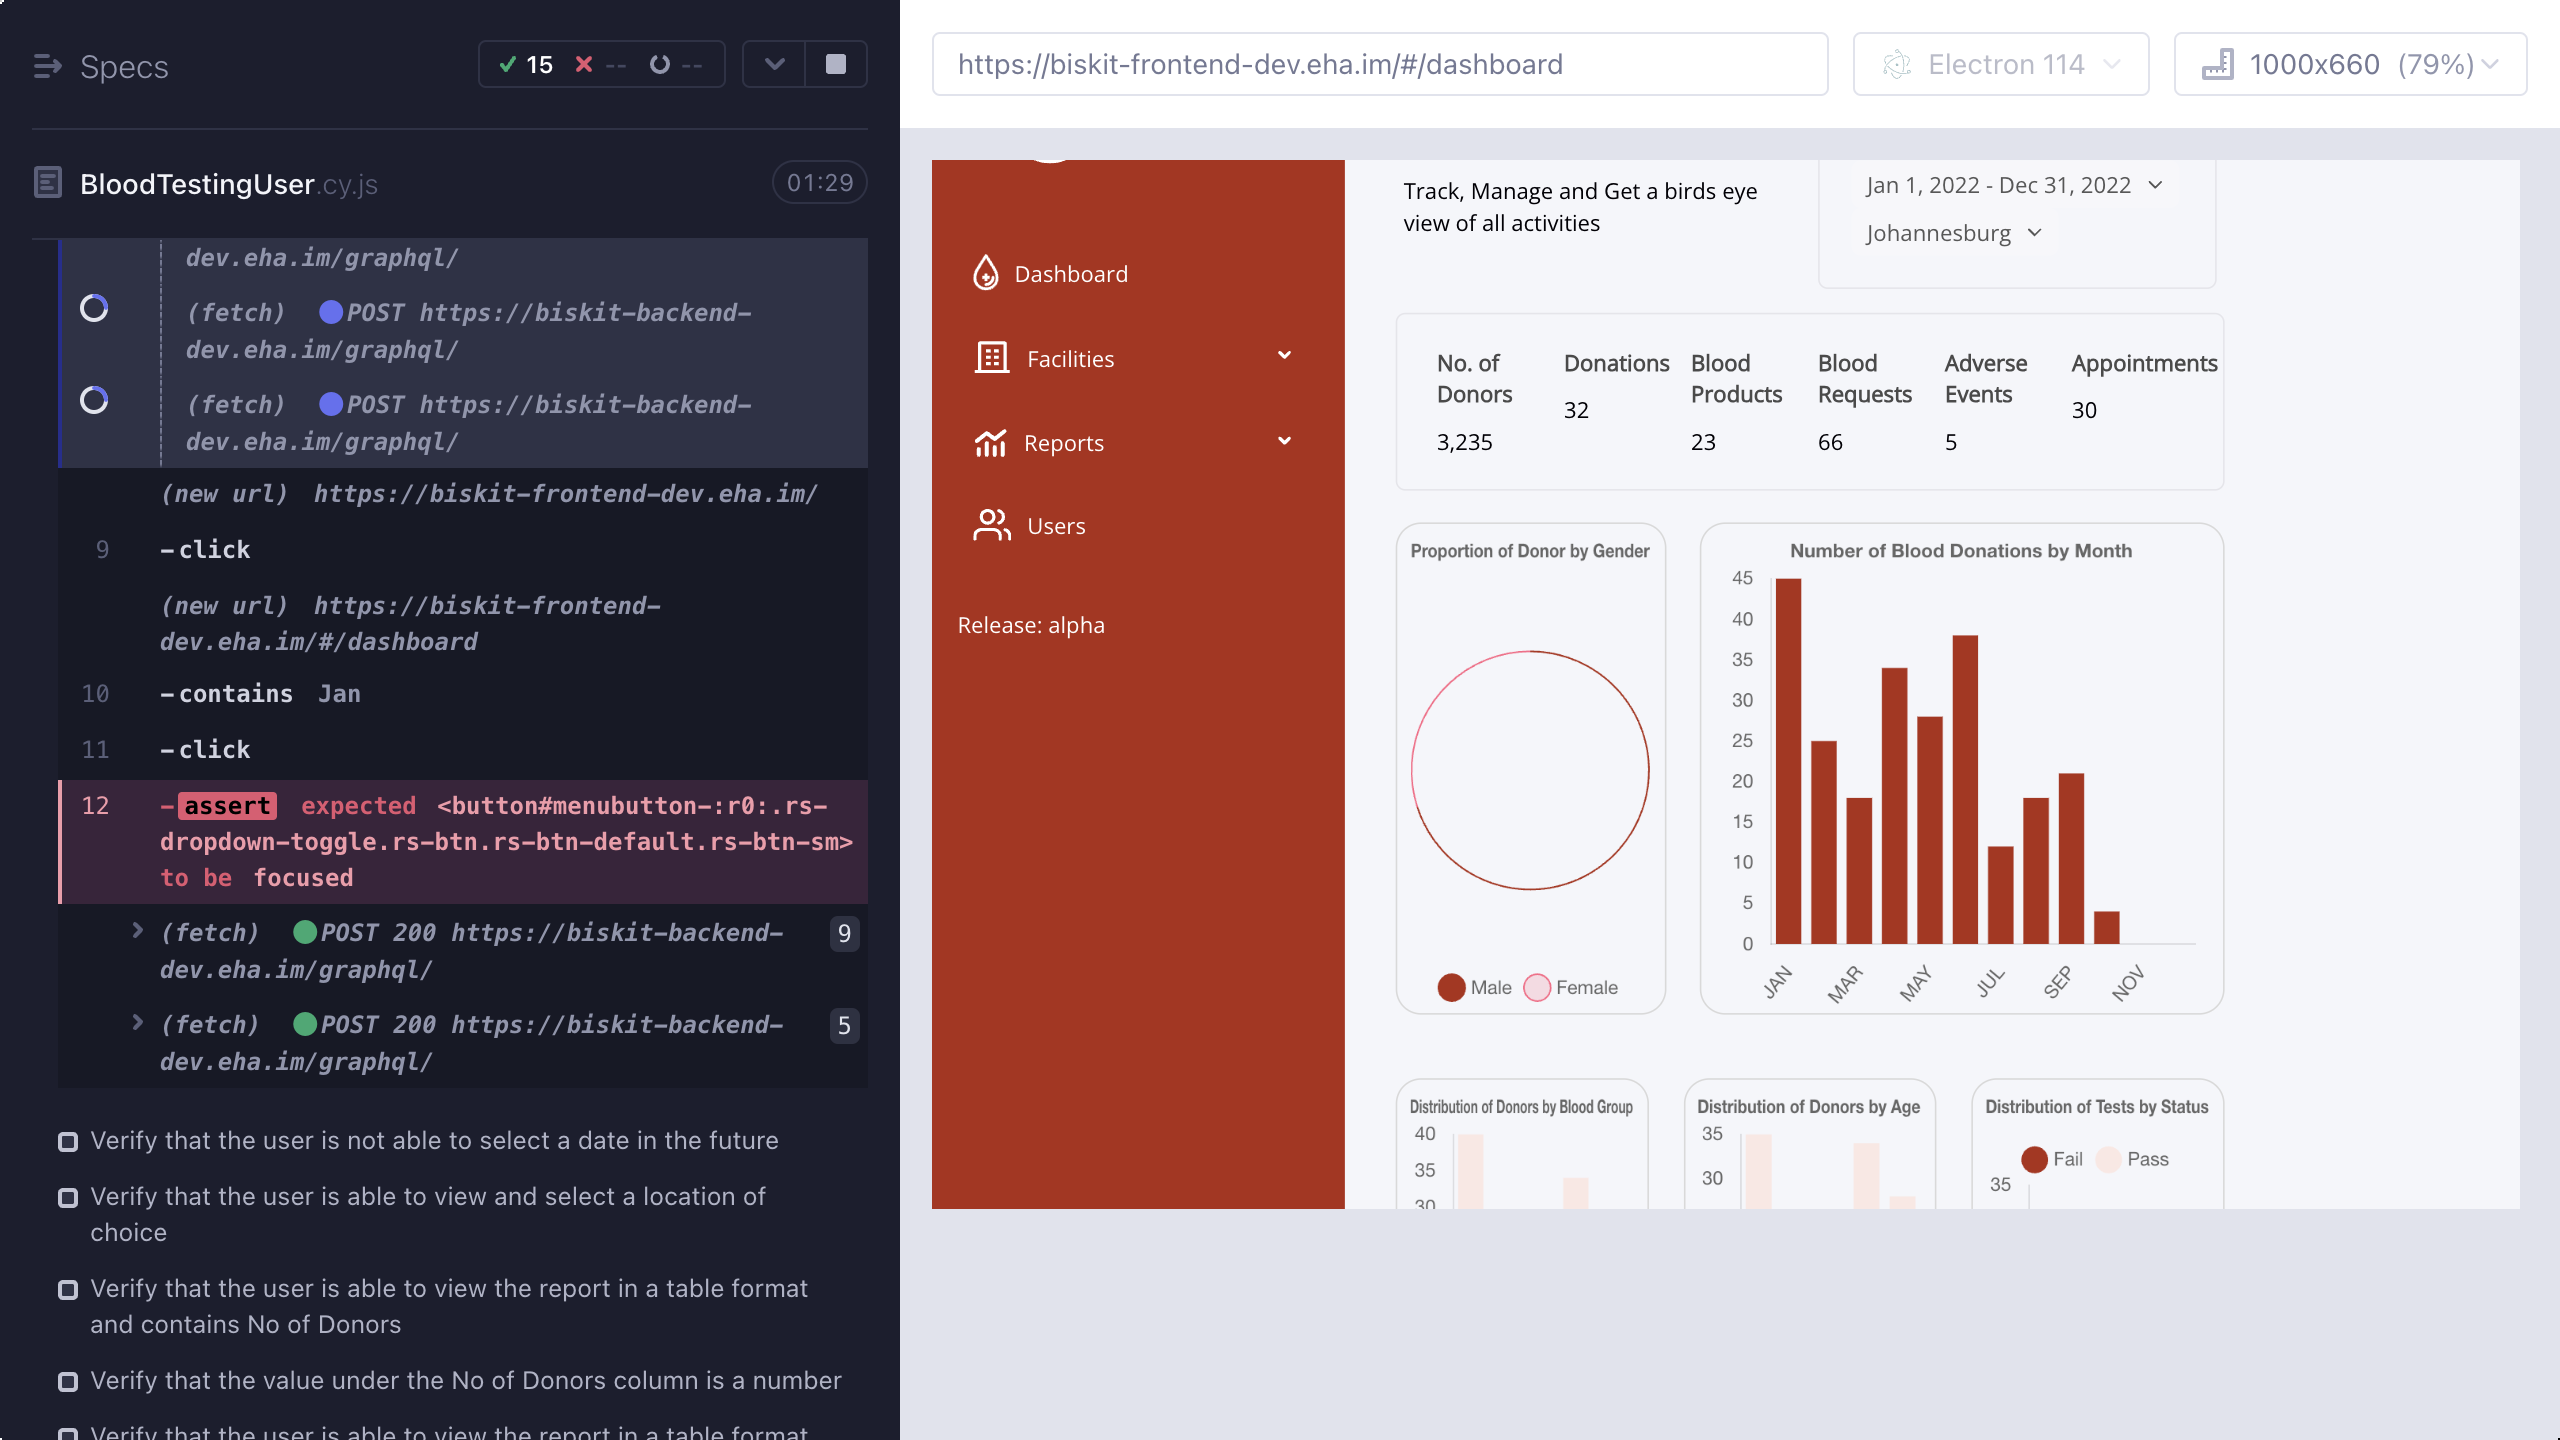 Specs
15
--
--
BloodTestingUser.cy.js
01:29
dev.eha.im/graphql/
(fetch) POST https://biskit-backend-
dev.eha.im/graphql/
(fetch) POST https://biskit-backend-
dev.eha.im/graphql/
(new url) https://biskit-frontend-dev.eha.im/
9 -click
(new url) https://biskit-frontend-
dev.eha.im/#/dashboard
10 -contains Jan
11 -click
12 -assert expected <button#menubutton-:r0:.rs-
dropdown-toggle.rs-btn.rs-btn-default.rs-btn-sm>
to be focused
(fetch) POST 200 https://biskit-backend- 9
dev.eha.im/graphql/
(fetch) POST 200 https://biskit-backend- 5
dev.eha.im/graphql/
Verify that the user is not able to select a date in the future
Verify that the user is able to view and select a location of
choice
Verify that the user is able to view the report in a table format
and contains No of Donors
Verify that the value under the No of Donors column is a number
Verify that the user is able to view the report in a table format
https://biskit-frontend-dev.eha.im/#/dashboard
Electron 114
1000x660 (79%)
Dashboard
Facilities
Reports
Users
Release: alpha
Track, Manage and Get a birds eye
view of all activities
Jan 1, 2022 - Dec 31, 2022
Johannesburg
No. of
Donors
3,235
Donations
32
Blood
Products
23
Blood
Requests
66
Adverse
Events
5
Appointments
30
Proportion of Donor by Gender
Male Female
Number of Blood Donations by Month
45
40
35
30
25
20
15
10
5
0
JAN MAR MAY JUL SEP NOV
Distribution of Donors by Blood Group
40
35
30
Distribution of Donors by Age
35
30
Distribution of Tests by Status
Fail Pass
35